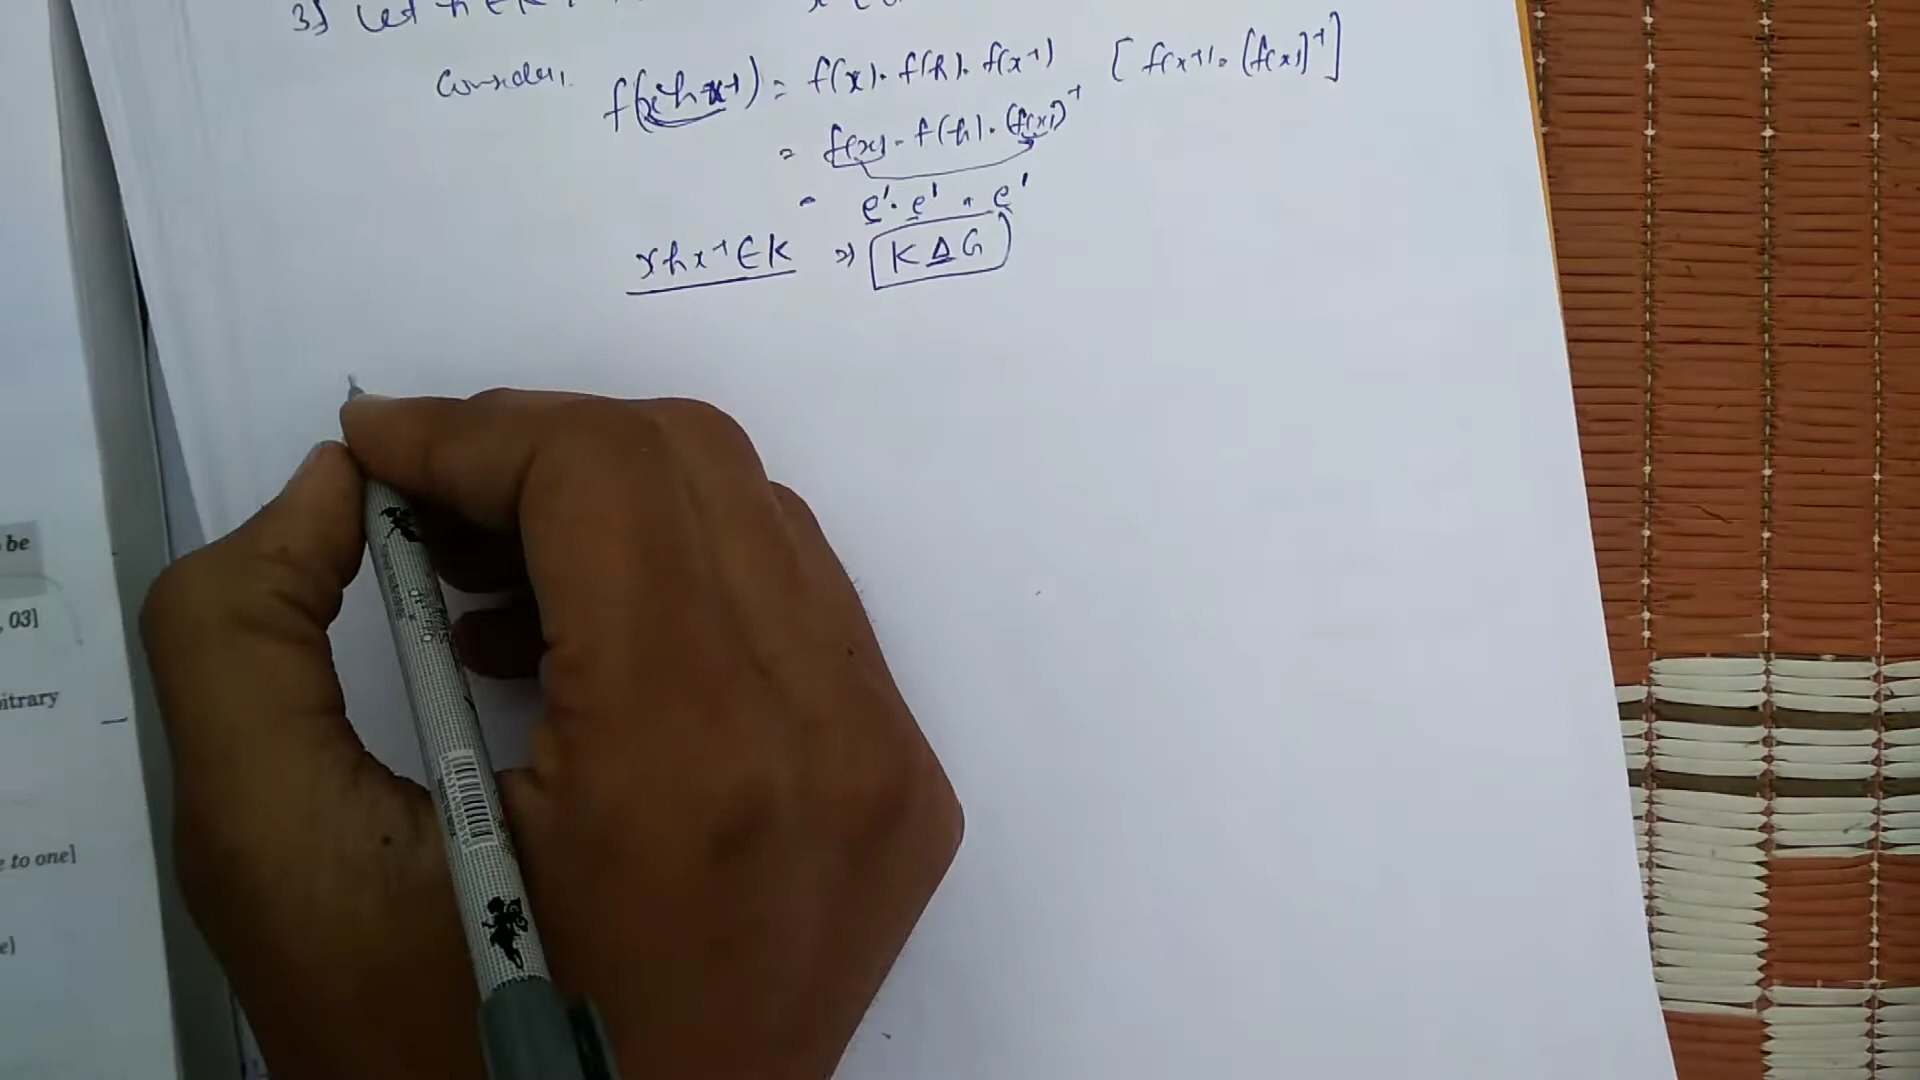 3) Let h ∈ K
Consider, f(xhx⁻¹) = f(x). f(h). f(x⁻¹) [f(x⁻¹) = (f(x))⁻¹]
= f(x) . f(h) . (f(x))⁻¹
= e'. e' = e'
xhx⁻¹ ∈ K ⇒ K Δ G
be
, 03]
itrary
to one]
e]